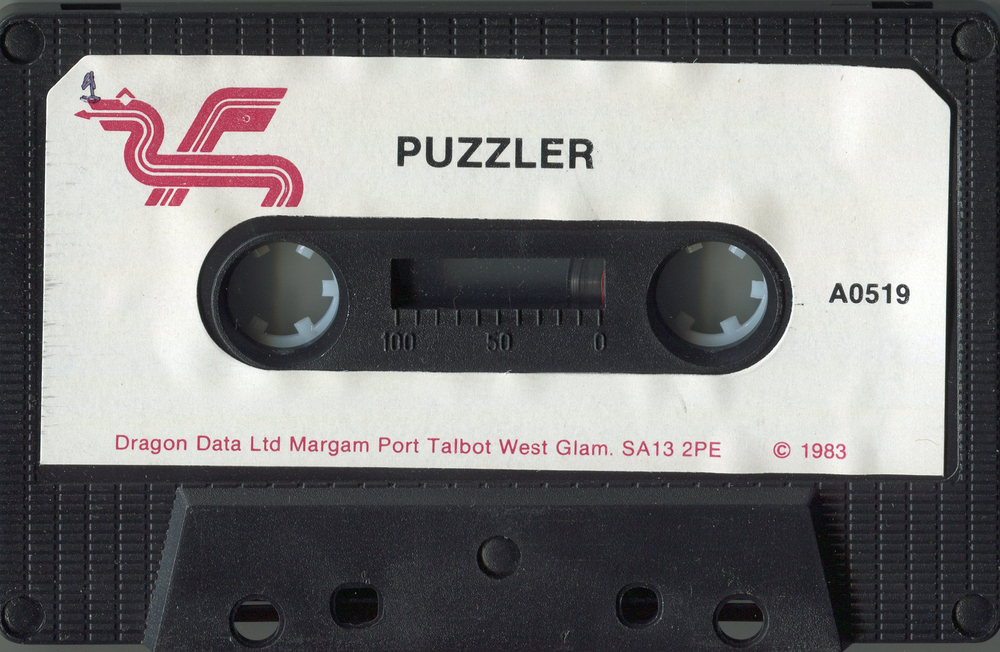 PUZZLER
A0519
100 50 0
Dragon Data Ltd Margam Port Talbot West Glam. SA13 2PE © 1983